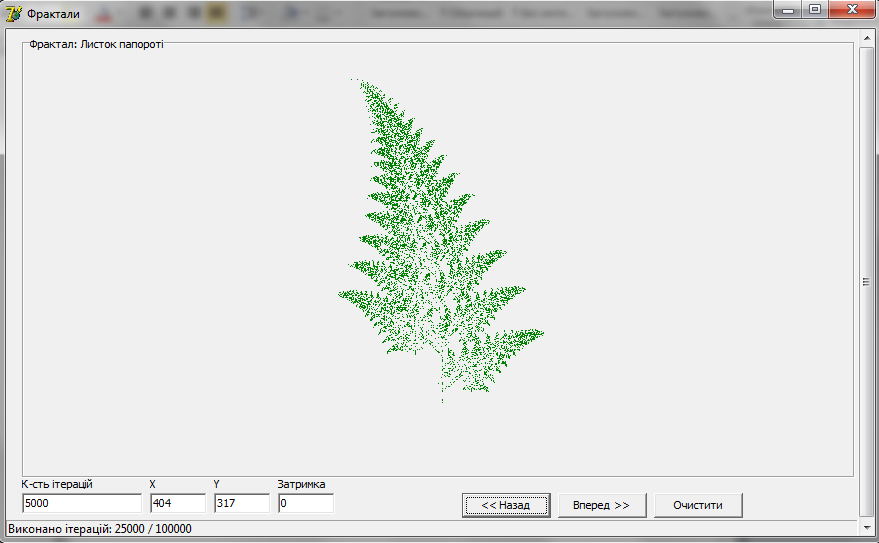 Фрактали
Фрактал: Листок папороті
К-сть ітерацій X Y Затримка
5000 404 317 0 << Назад Вперед >> Очистити
Виконано ітерацій: 25000 / 100000